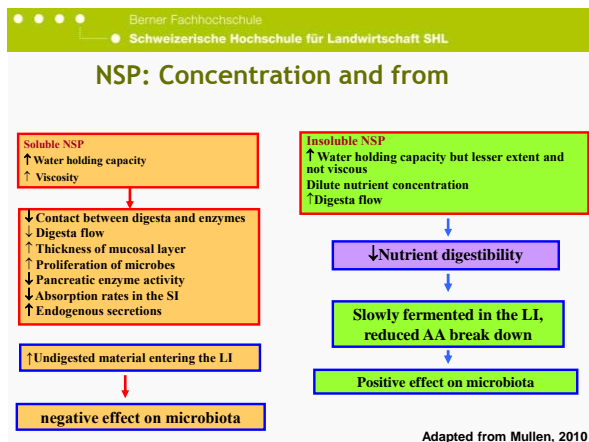 Berner Fachhochschule
Schweizerische Hochschule für Landwirtschaft SHL
NSP: Concentration and from
Soluble NSP
↑Water holding capacity
↑ Viscosity
↓Contact between digesta and enzymes
↓ Digesta flow
↑ Thickness of mucosal layer
↑ Proliferation of microbes
↓Pancreatic enzyme activity
↓Absorption rates in the SI
↑ Endogenous secretions
↑Undigested material entering the LI
negative effect on microbiota
Insoluble NSP
↑Water holding capacity but lesser extent and
not viscous
Dilute nutrient concentration
↑Digesta flow
↓Nutrient digestibility
Slowly fermented in the LI,
reduced AA break down
Positive effect on microbiota
Adapted from Mullen, 2010